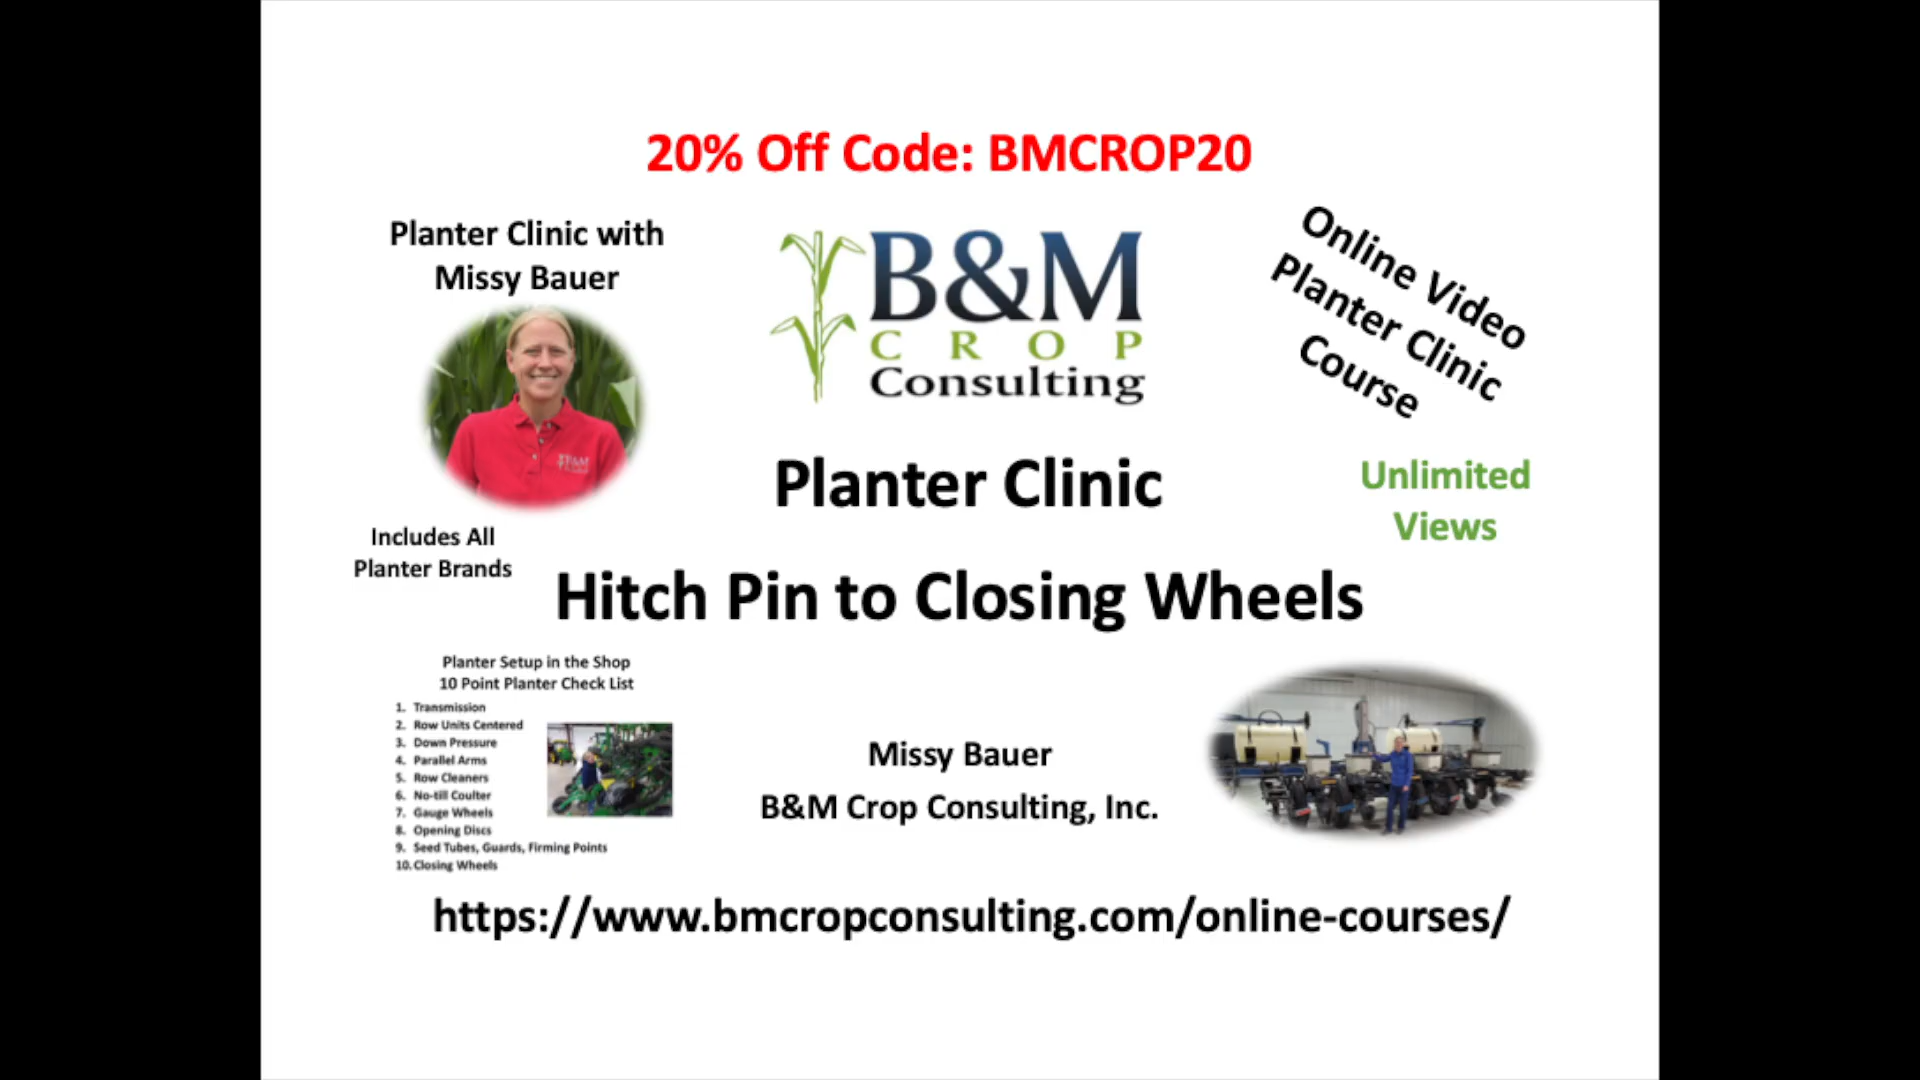 20% Off Code: BMCROP20
Planter Clinic with
Missy Bauer
B&M
CROP
Consulting
Online Video
Planter Clinic
Course
Planter Clinic
Unlimited
Views
Includes All
Planter Brands
Hitch Pin to Closing Wheels
Planter Setup in the Shop
10 Point Planter Check List
1. Transmission
2. Row Units Centered
3. Down Pressure
4. Parallel Arms
5. Row Cleaners
6. No-till Coulter
7. Gauge Wheels
8. Opening Discs
9. Seed Tubes, Guards, Firming Points
10. Closing Wheels
Missy Bauer
B&M Crop Consulting, Inc.
https://www.bmcropconsulting.com/online-courses/